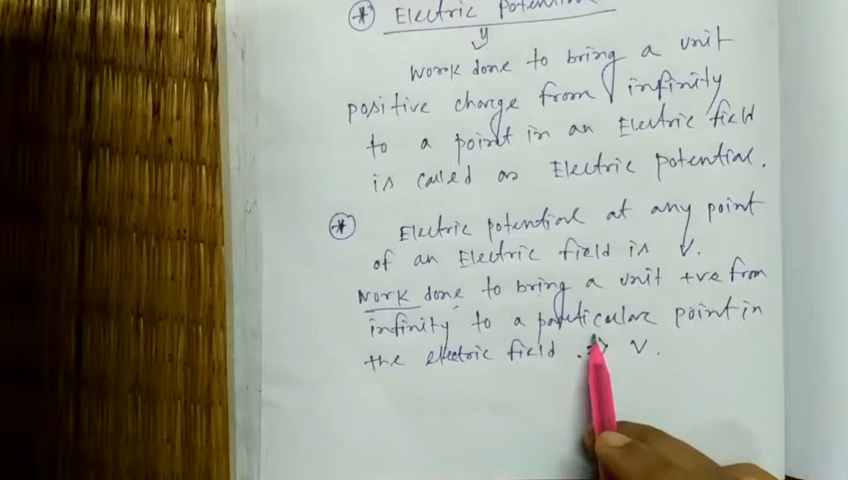 * Electric Potential
Work done to bring a unit
positive charge from infinity
to a point in an Electric field
is called as Electric potential.
* Electric potential at any point
of an Electric field is V.
Work done to bring a unit +ve from
infinity to a particular point in
the electric field V.